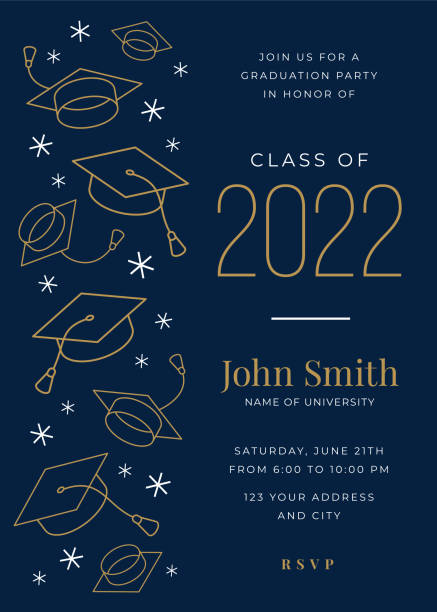 JOIN US FOR A
GRADUATION PARTY
IN HONOR OF
CLASS OF
2022
John Smith
NAME OF UNIVERSITY
SATURDAY, JUNE 21TH
FROM 6:00 TO 10:00 PM
123 YOUR ADDRESS
AND CITY
RSVP